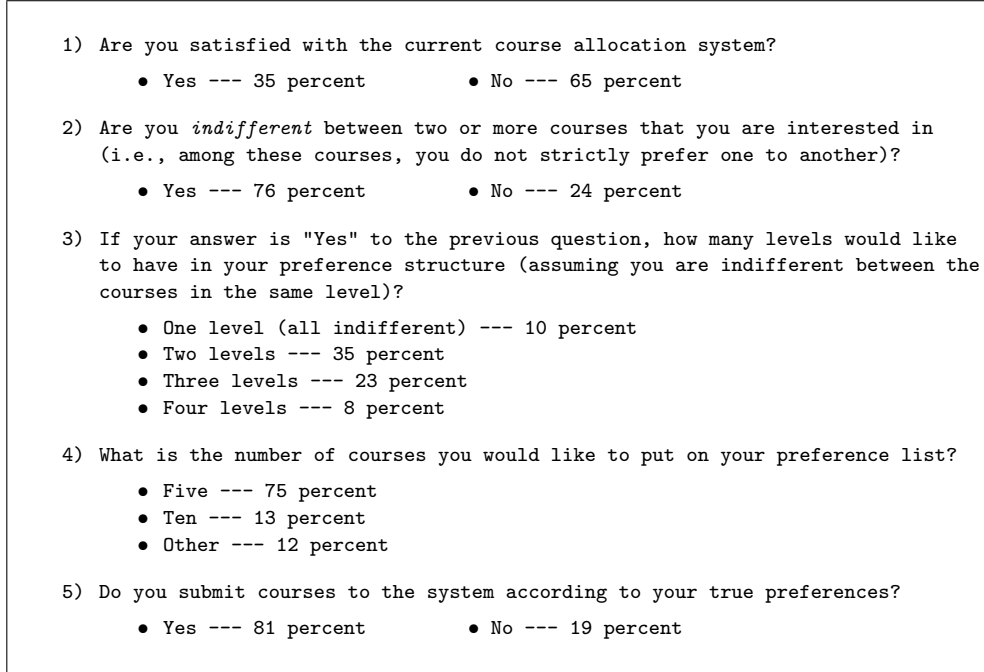 1) Are you satisfied with the current course allocation system?
• Yes --- 35 percent • No --- 65 percent
2) Are you indifferent between two or more courses that you are interested in
(i.e., among these courses, you do not strictly prefer one to another)?
• Yes --- 76 percent • No --- 24 percent
3) If your answer is "Yes" to the previous question, how many levels would like
to have in your preference structure (assuming you are indifferent between the
courses in the same level)?
• One level (all indifferent) --- 10 percent
• Two levels --- 35 percent
• Three levels --- 23 percent
• Four levels --- 8 percent
4) What is the number of courses you would like to put on your preference list?
• Five --- 75 percent
• Ten --- 13 percent
• Other --- 12 percent
5) Do you submit courses to the system according to your true preferences?
• Yes --- 81 percent • No --- 19 percent